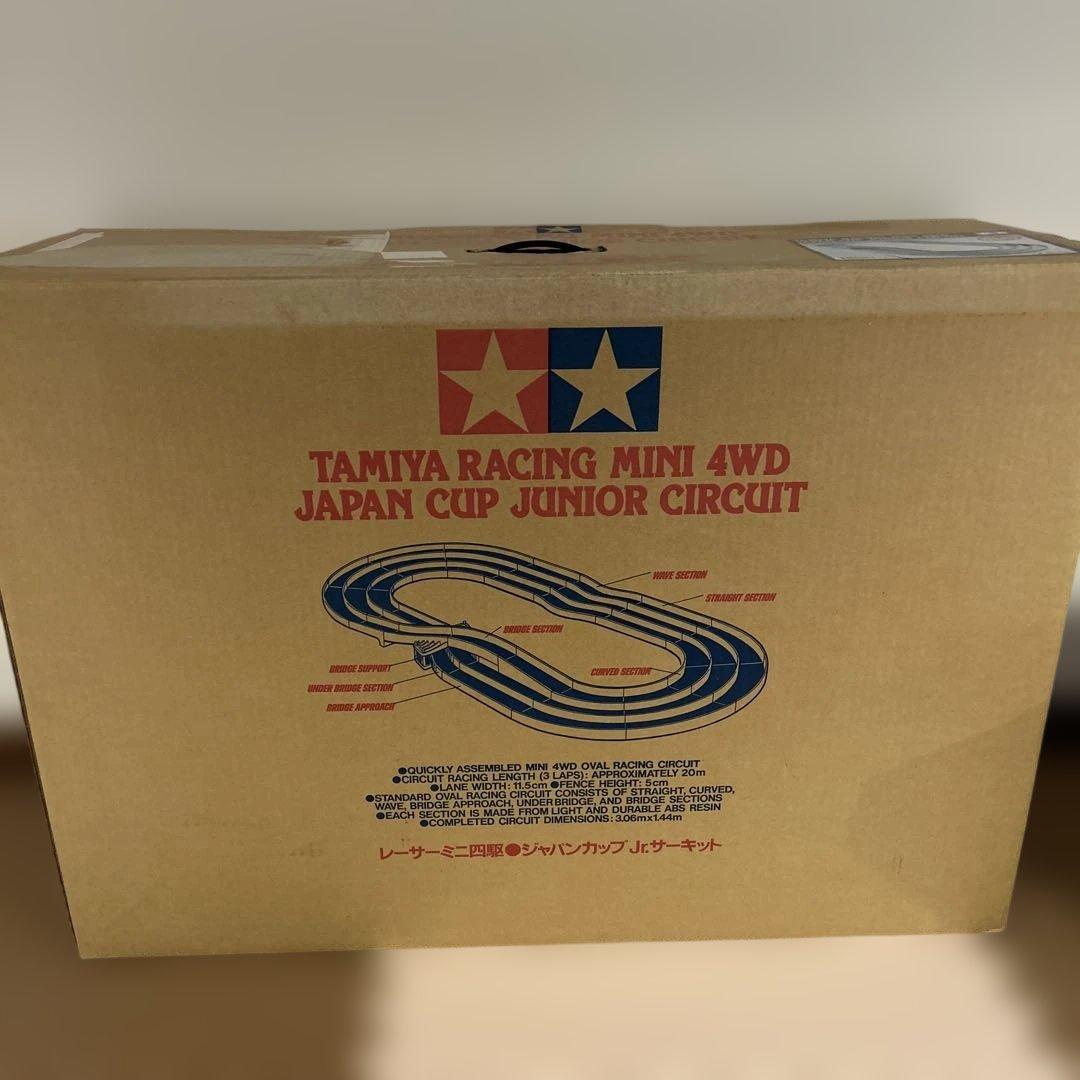 CIRCUIT
TAMIYA RACING MINI 4WD
JAPAN CUP JUNIOR CIRCUIT
WAVE SECTION
STRAIGHT SECTION
BRIDGE SECTION
BRIDGE SUPPORT
CURVED SECTION
UNDER BRIDGE SECTION
BRIDGE APPROACH
●QUICKLY ASSEMBLED MINI 4WD OVAL RACING CIRCUIT
●CIRCUIT RACING LENGTH (3 LAPS): APPROXIMATELY 20m
●LANE WIDTH: 11.5cm ●FENCE HEIGHT: 5cm
●STANDARD OVAL RACING CIRCUIT CONSISTS OF STRAIGHT, CURVED,
WAVE, BRIDGE APPROACH, UNDER BRIDGE, AND BRIDGE SECTIONS
●EACH SECTION IS MADE FROM LIGHT AND DURABLE ABS RESIN
●COMPLETED CIRCUIT DIMENSIONS: 3.06m×1.44m
レーサーミニ四駆●ジャパンカップ Jr.サーキット